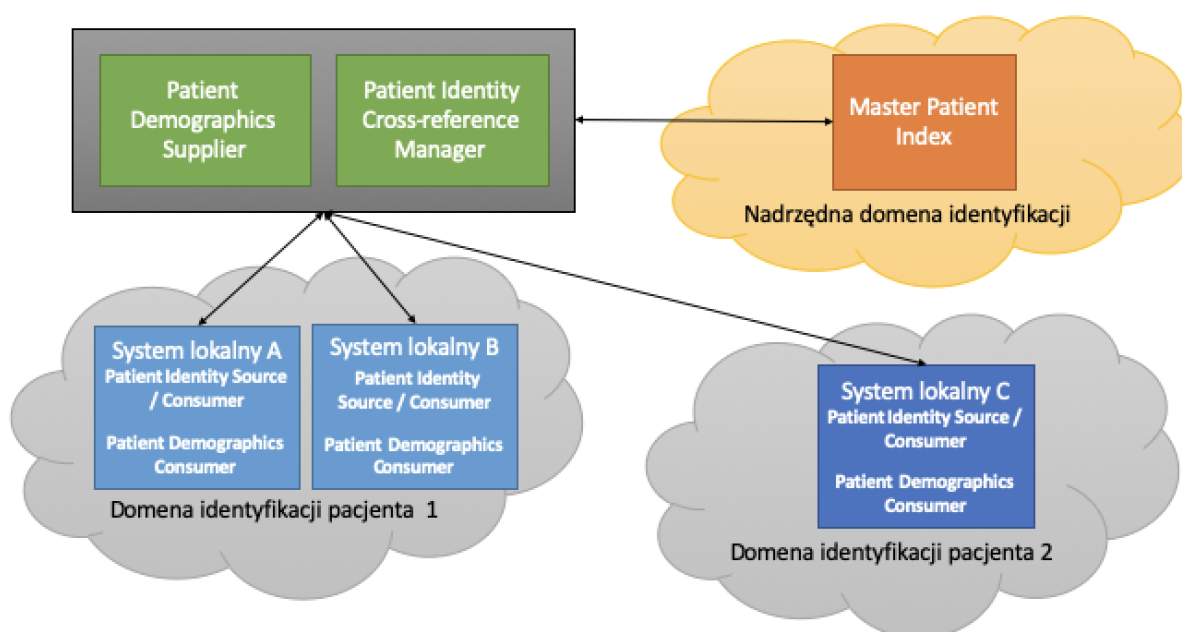 Patient
Demographics
Supplier
Patient Identity
Cross-reference
Manager
Master Patient
Index
Nadrzędna domena identyfikacji
System lokalny A
Patient Identity Source
/ Consumer
Patient Demographics
Consumer
System lokalny B
Patient Identity
Source / Consumer
Patient Demographics
Consumer
Domena identyfikacji pacjenta 1
System lokalny C
Patient Identity Source /
Consumer
Patient Demographics
Consumer
Domena identyfikacji pacjenta 2